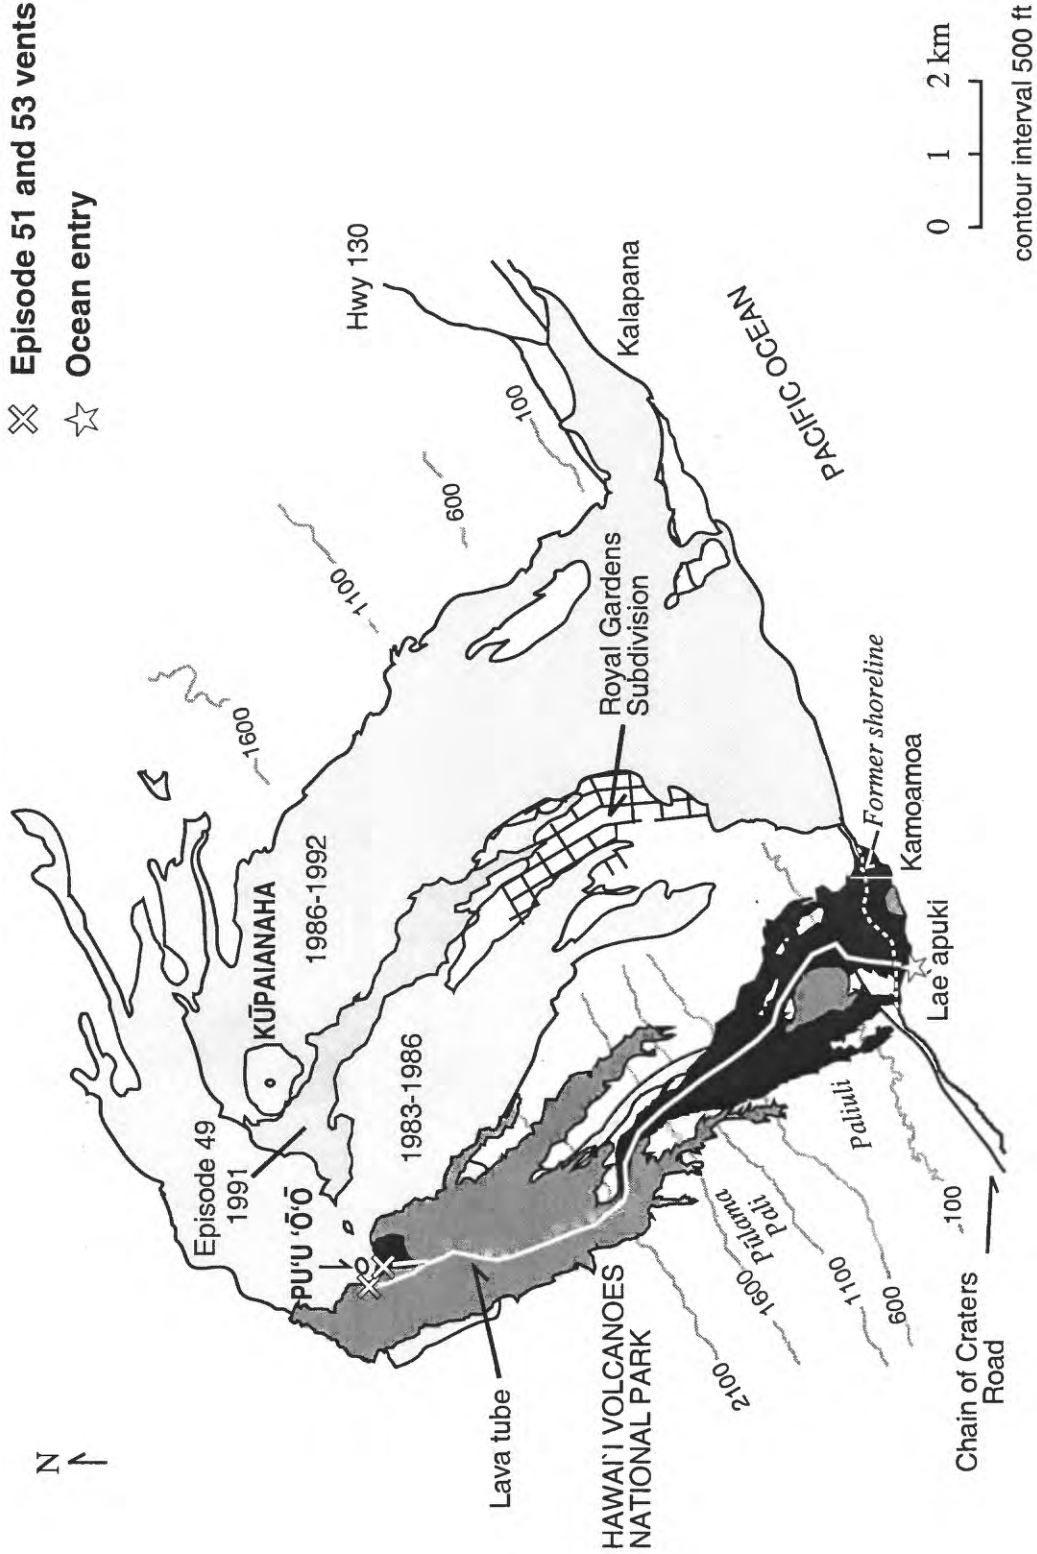 Episode 51 and 53 vents
Ocean entry
N
Episode 49
1991
PU'U 'Ō'Ō
KŪPAIANAHA
1986-1992
1983-1986
1600
1100
600
100
Hwy 130
Kalapana
PACIFIC OCEAN
Royal Gardens
Subdivision
Lava tube
HAWAI'I VOLCANOES
NATIONAL PARK
2100
1600
1100
600
100
Pūlama
Pali
Paliuli
Former shoreline
Kamoamoa
Lae'apuki
Chain of Craters
Road
0 1 2 km
contour interval 500 ft